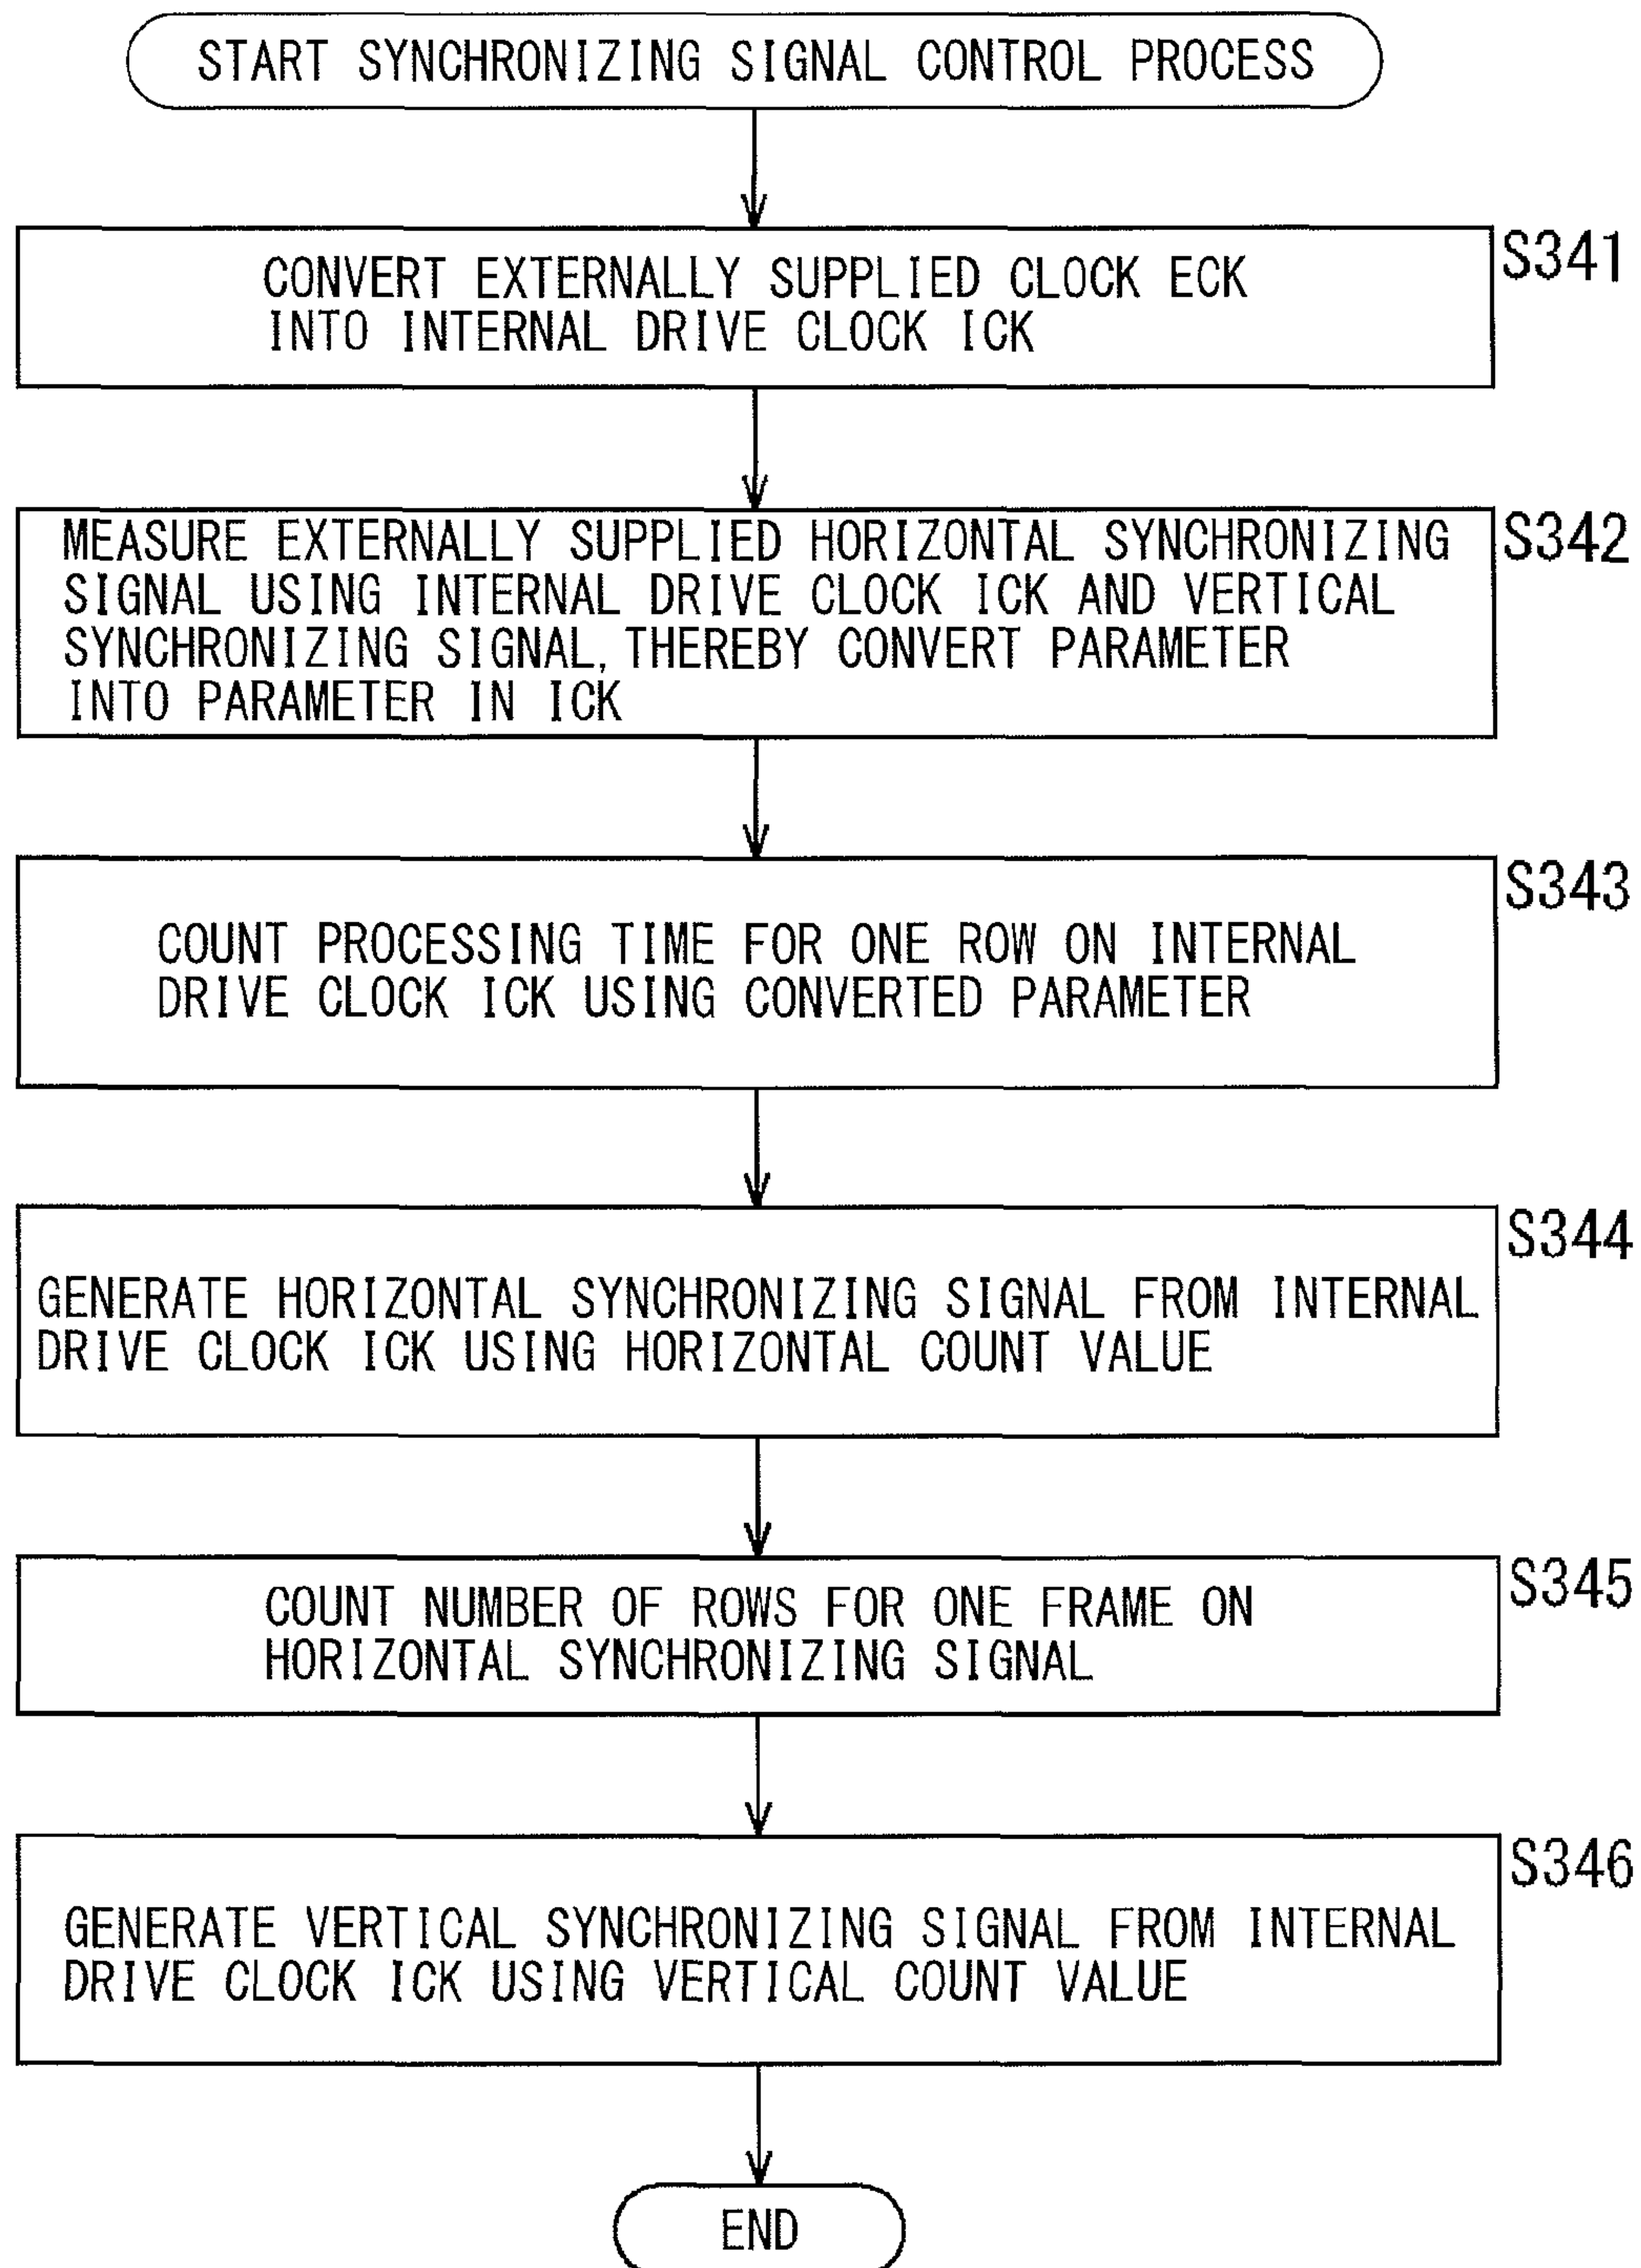 START SYNCHRONIZING SIGNAL CONTROL PROCESS
S341
CONVERT EXTERNALLY SUPPLIED CLOCK ECK
INTO INTERNAL DRIVE CLOCK ICK
S342
MEASURE EXTERNALLY SUPPLIED HORIZONTAL SYNCHRONIZING
SIGNAL USING INTERNAL DRIVE CLOCK ICK AND VERTICAL
SYNCHRONIZING SIGNAL, THEREBY CONVERT PARAMETER
INTO PARAMETER IN ICK
S343
COUNT PROCESSING TIME FOR ONE ROW ON INTERNAL
DRIVE CLOCK ICK USING CONVERTED PARAMETER
S344
GENERATE HORIZONTAL SYNCHRONIZING SIGNAL FROM INTERNAL
DRIVE CLOCK ICK USING HORIZONTAL COUNT VALUE
S345
COUNT NUMBER OF ROWS FOR ONE FRAME ON
HORIZONTAL SYNCHRONIZING SIGNAL
S346
GENERATE VERTICAL SYNCHRONIZING SIGNAL FROM INTERNAL
DRIVE CLOCK ICK USING VERTICAL COUNT VALUE
END